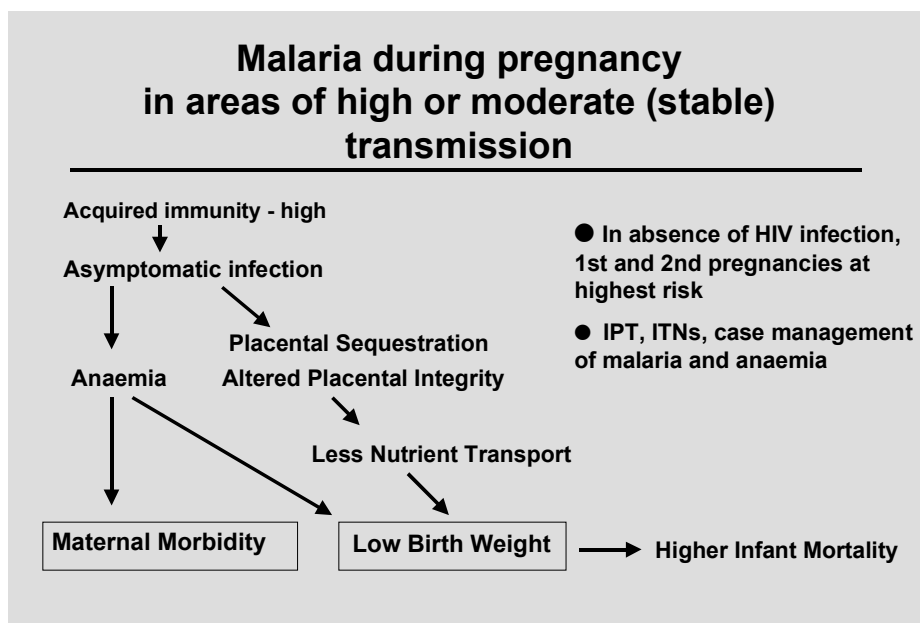 Malaria during pregnancy
in areas of high or moderate (stable)
transmission
Acquired immunity - high
Asymptomatic infection
Placental Sequestration
Anaemia
Altered Placental Integrity
Less Nutrient Transport
Maternal Morbidity
Low Birth Weight
Higher Infant Mortality
● In absence of HIV infection,
1st and 2nd pregnancies at
highest risk
● IPT, ITNs, case management
of malaria and anaemia